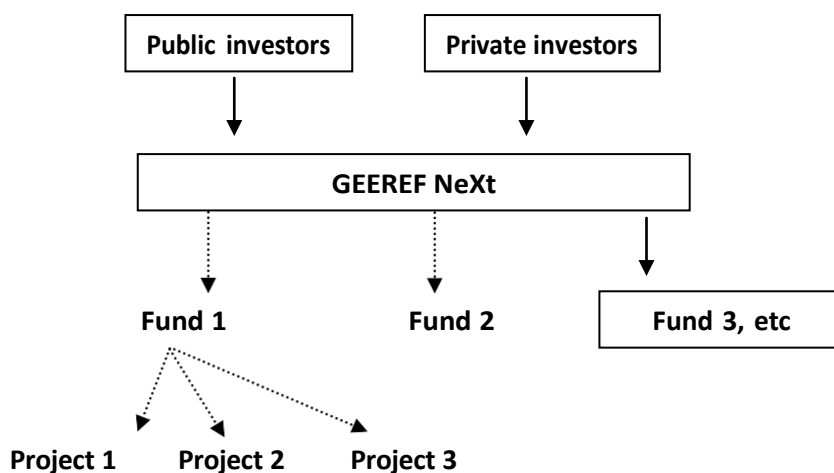 Public investors
Private investors
GEEREF NeXt
Fund 1
Fund 2
Fund 3, etc
Project 1
Project 2
Project 3